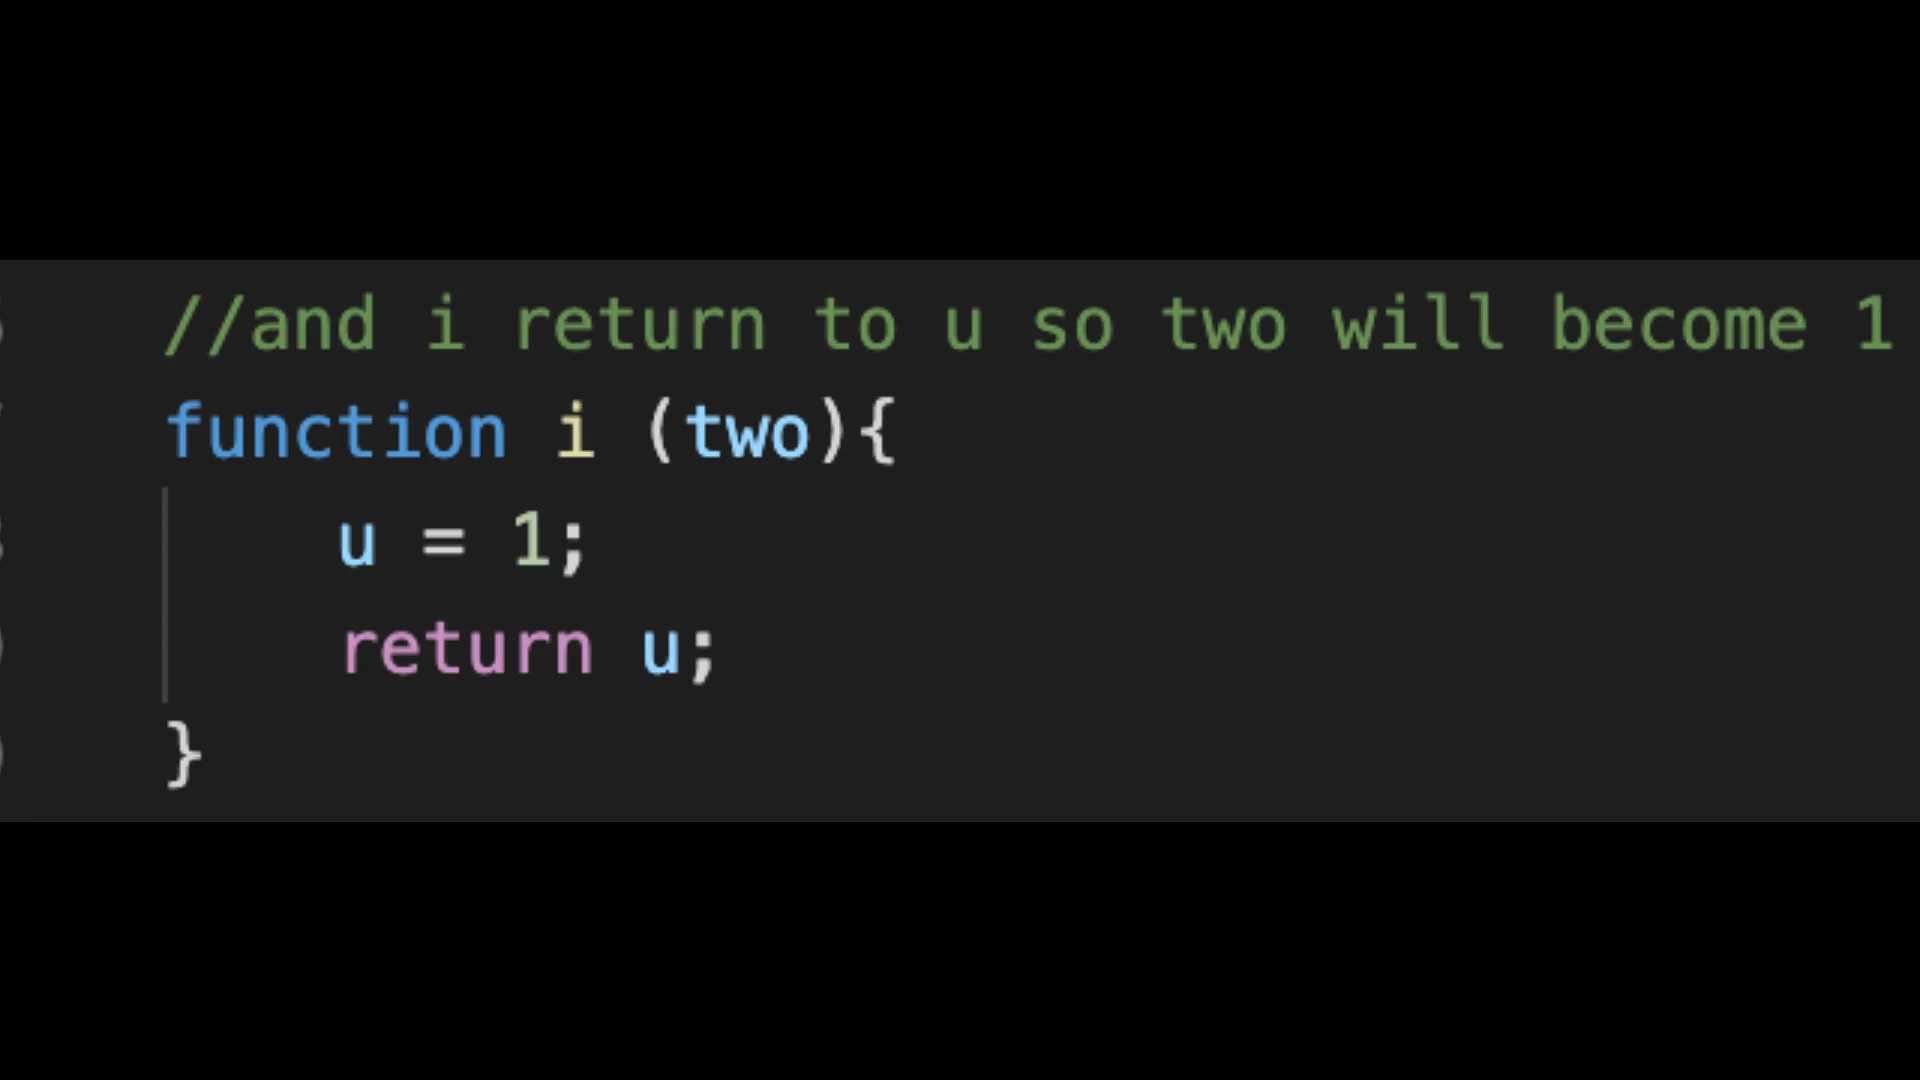 //and i return to u so two will become 1
function i (two){
u = 1;
return u;
}